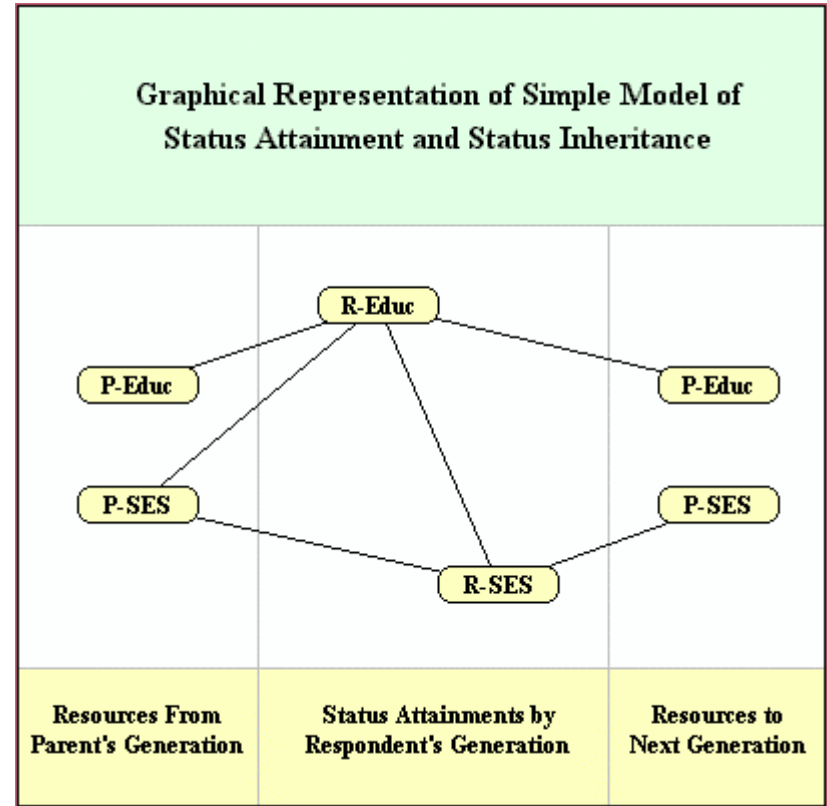 Graphical Representation of Simple Model of
Status Attainment and Status Inheritance
R-Educ
P-Educ
P-Educ
P-SES
P-SES
R-SES
Resources From
Parent's Generation
Status Attainments by
Respondent's Generation
Resources to
Next Generation